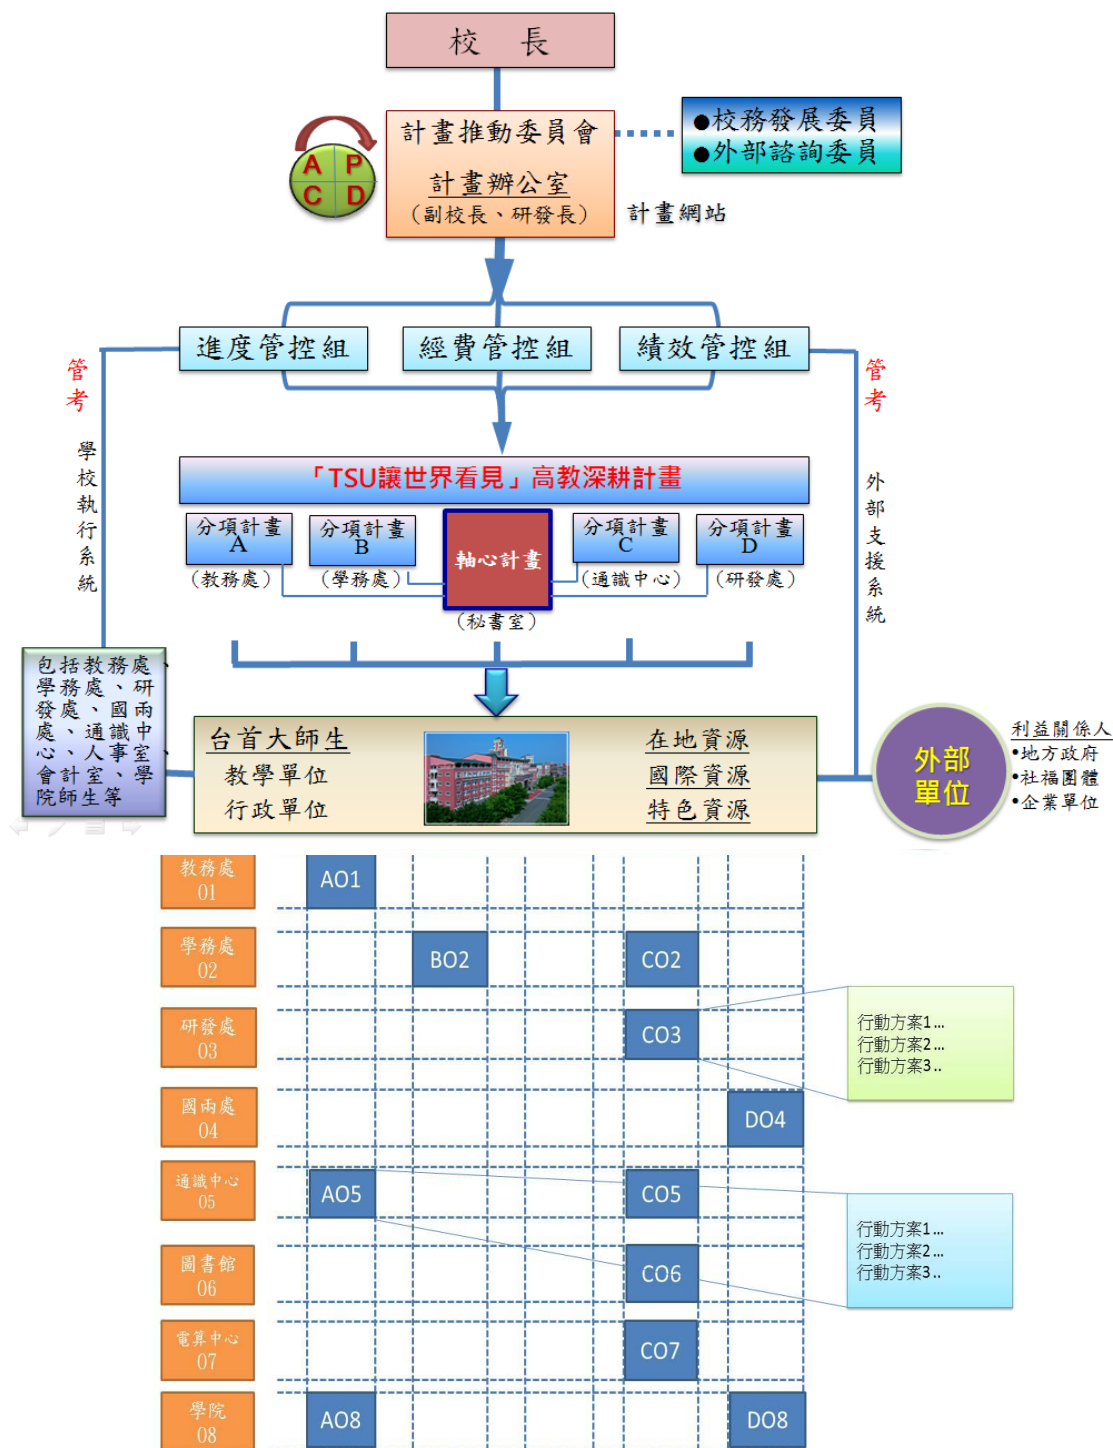 校 長
計畫推動委員會
計畫辦公室
（副校長、研發長）
●校務發展委員
●外部諮詢委員
A P
C D
計畫網站
進度管控組
經費管控組
績效管控組
管考
管考
學校執行系統
外部支援系統
「TSU讓世界看見」高教深耕計畫
分項計畫
A
(教務處)
分項計畫
B
(學務處)
軸心計畫
(秘書室)
分項計畫
C
(通識中心)
分項計畫
D
(研發處)
包括教務處、
學務處、研
發處、國兩
處、通識中
心、人事室、
會計室、學
院師生等
台首大師生
教學單位
行政單位
在地資源
國際資源
特色資源
外部
單位
利益關係人
•地方政府
•社福團體
•企業單位
教務處
01
AO1
學務處
02
BO2
CO2
研發處
03
CO3
行動方案1...
行動方案2...
行動方案3..
國兩處
04
DO4
通識中心
05
AO5
CO5
行動方案1...
行動方案2...
行動方案3..
圖書館
06
CO6
電算中心
07
CO7
學院
08
AO8
DO8